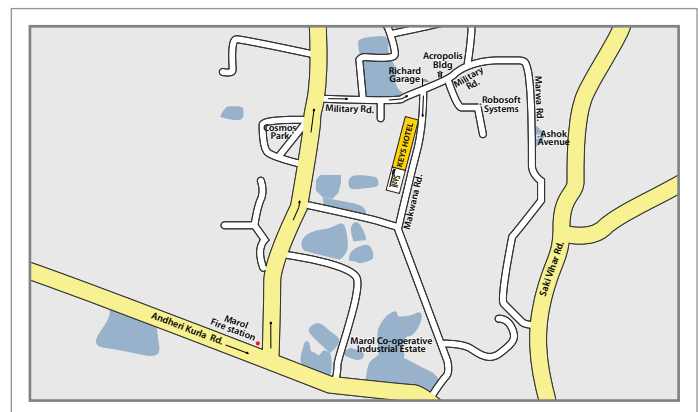 Acropolis
Bldg
Richard
Garage
Military
Rd.
Military Rd.
Marwa Rd.
Robosoft
Systems
Cosmos
Park
KEYS HOTEL
Ashok
Avenue
Makwana Rd.
Saki Vihar Rd.
Marol
Fire station
Andheri Kurla Rd.
Marol Co-operative
Industrial Estate